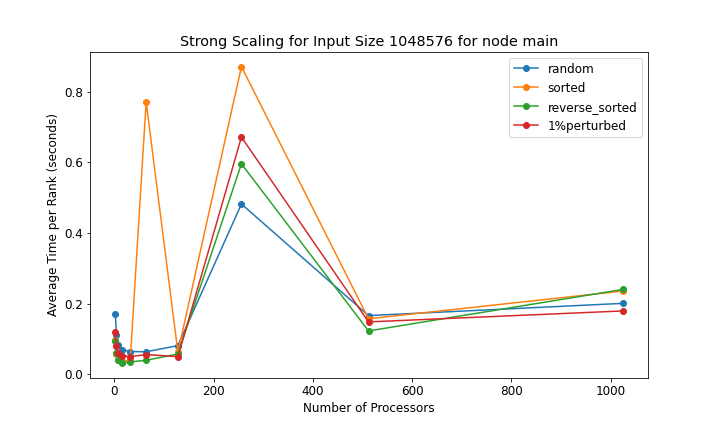 Strong Scaling for Input Size 1048576 for node main
random
sorted
reverse_sorted
1%perturbed
Average Time per Rank (seconds)
0.8
0.6
0.4
0.2
0.0
0 200 400 600 800 1000
Number of Processors